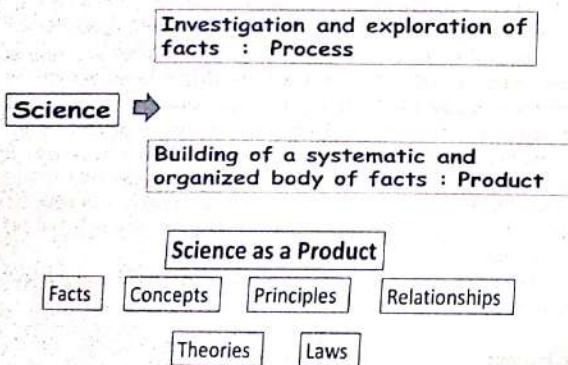 Investigation and exploration of
facts : Process
Science
Building of a systematic and
organized body of facts : Product
Science as a Product
Facts Concepts Principles Relationships
Theories Laws